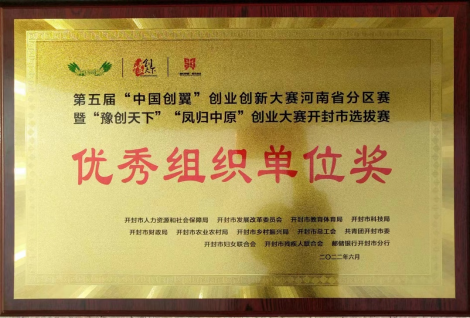 第五届“中国创翼”创业创新大赛河南省分区赛
暨“豫创天下”“凤归中原”创业大赛开封市选拔赛
优秀组织单位奖
开封市人力资源和社会保障局 开封市发展改革委员会 开封市教育体育局 开封市科技局
开封市财政局 开封市农业农村局 开封市乡村振兴局 开封市总工会 共青团开封市委
开封市妇女联合会 开封市残疾人联合会 邮储银行开封市分行
二〇二二年六月